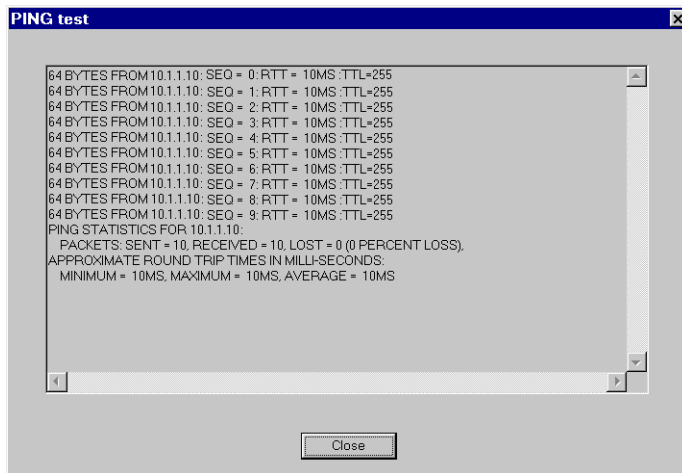 PING test
64 BYTES FROM 10.1.1.10: SEQ = 0: RTT = 10MS :TTL=255
64 BYTES FROM 10.1.1.10: SEQ = 1: RTT = 10MS :TTL=255
64 BYTES FROM 10.1.1.10: SEQ = 2: RTT = 10MS :TTL=255
64 BYTES FROM 10.1.1.10: SEQ = 3: RTT = 10MS :TTL=255
64 BYTES FROM 10.1.1.10: SEQ = 4: RTT = 10MS :TTL=255
64 BYTES FROM 10.1.1.10: SEQ = 5: RTT = 10MS :TTL=255
64 BYTES FROM 10.1.1.10: SEQ = 6: RTT = 10MS :TTL=255
64 BYTES FROM 10.1.1.10: SEQ = 7: RTT = 10MS :TTL=255
64 BYTES FROM 10.1.1.10: SEQ = 8: RTT = 10MS :TTL=255
64 BYTES FROM 10.1.1.10: SEQ = 9: RTT = 10MS :TTL=255
PING STATISTICS FOR 10.1.1.10:
PACKETS: SENT = 10, RECEIVED = 10, LOST = 0 (0 PERCENT LOSS),
APPROXIMATE ROUND TRIP TIMES IN MILLI-SECONDS:
MINIMUM = 10MS, MAXIMUM = 10MS, AVERAGE = 10MS
Close